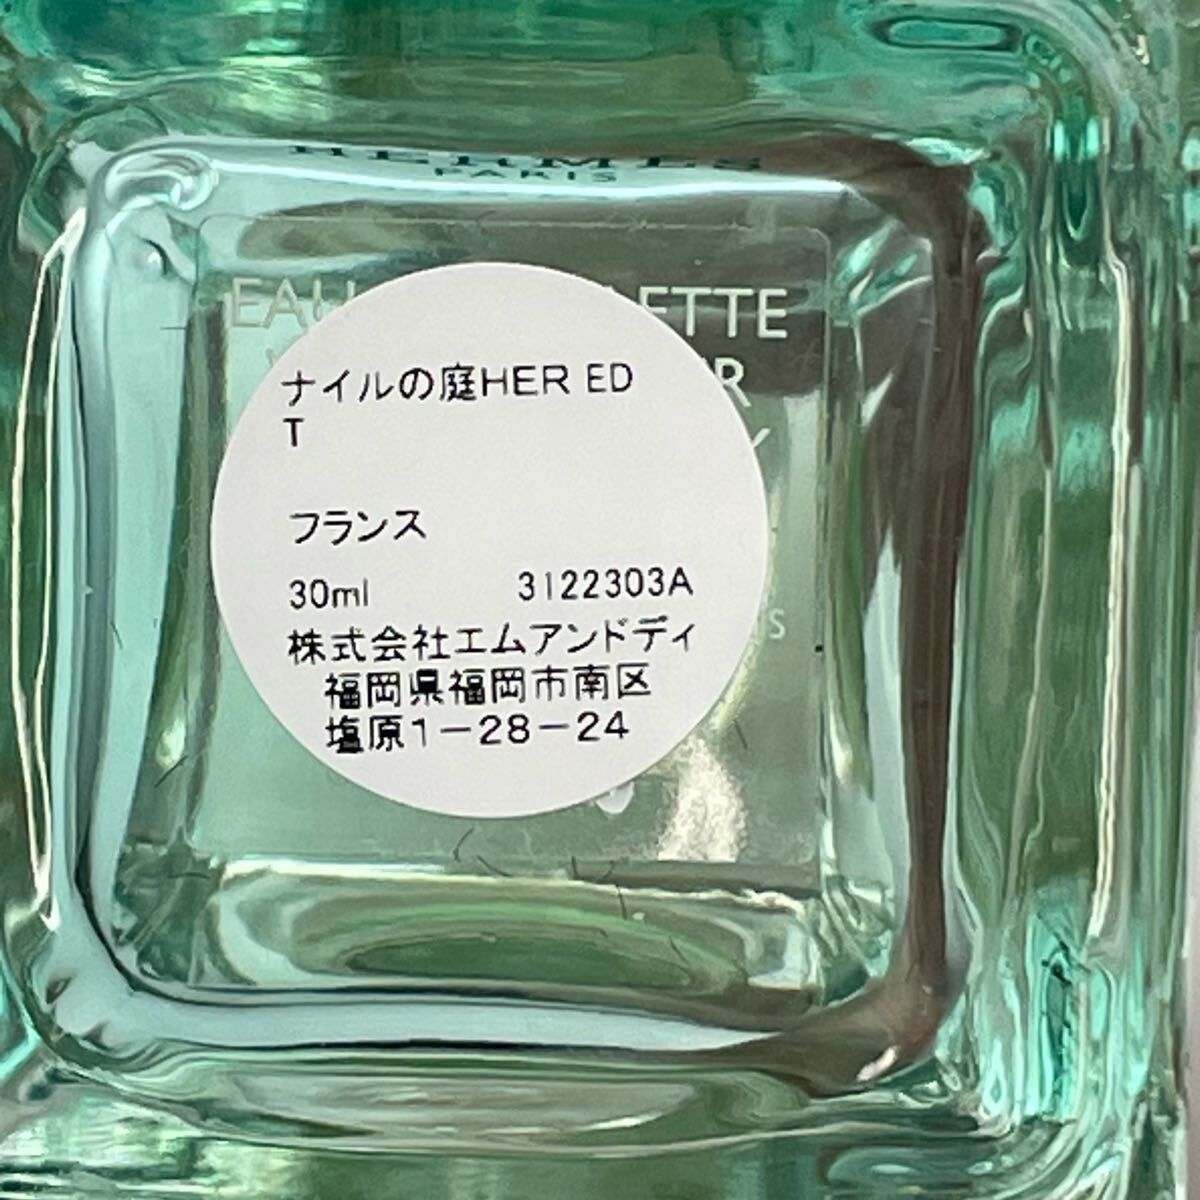 HERMES
PARIS
EAU
ETTE
ナイルの庭HER ED
T
フランス
30ml 3122303A
株式会社エムアンドディ
福岡県福岡市南区
塩原1-28-24